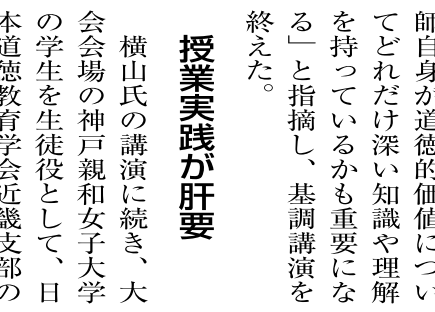 師自身が道徳的価値につい
てどれだけ深い知識や理解
を持っているかも重要にな
る」と指摘し、基調講演を
終えた。
授業実践が肝要
横山氏の講演に続き、大
会会場の神戸親和女子大学
の学生を生徒役として、日
本道徳教育学会近畿支部の